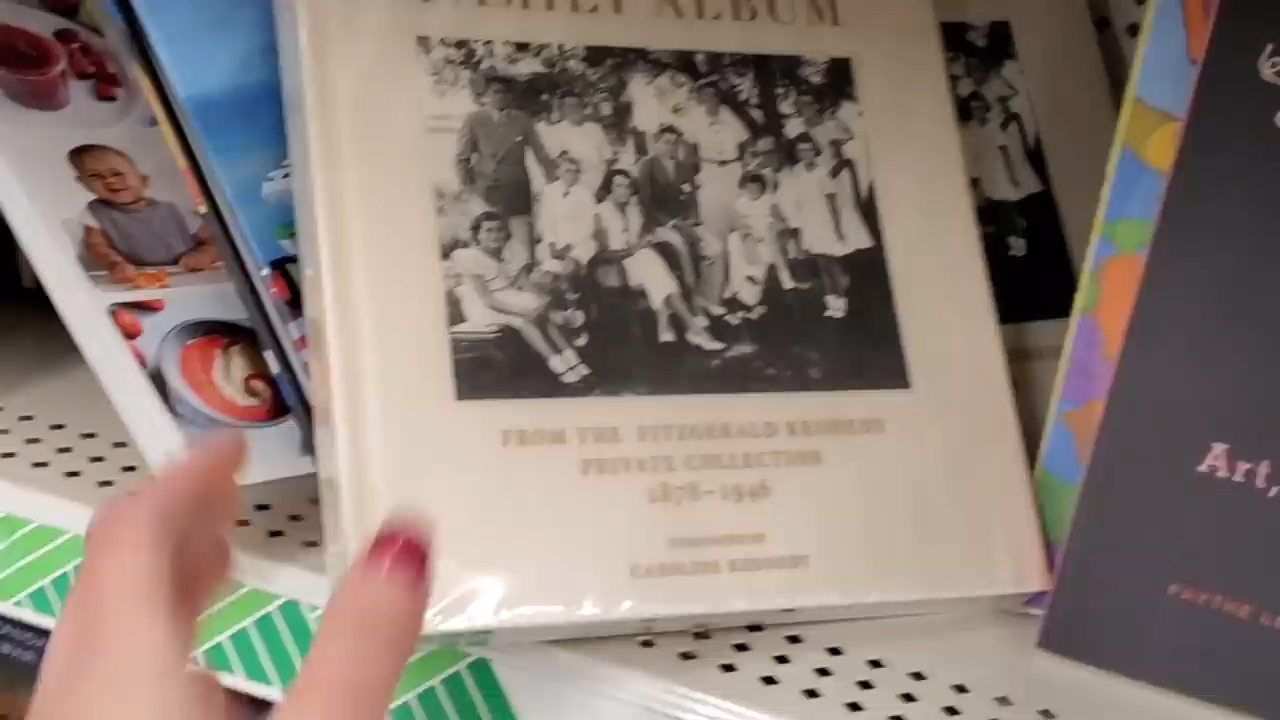 ALBUM
FROM THE FITZGERALD KENNEDY
PRIVATE COLLECTION
1878–1946
CAROLINE KENNEDY
Art,